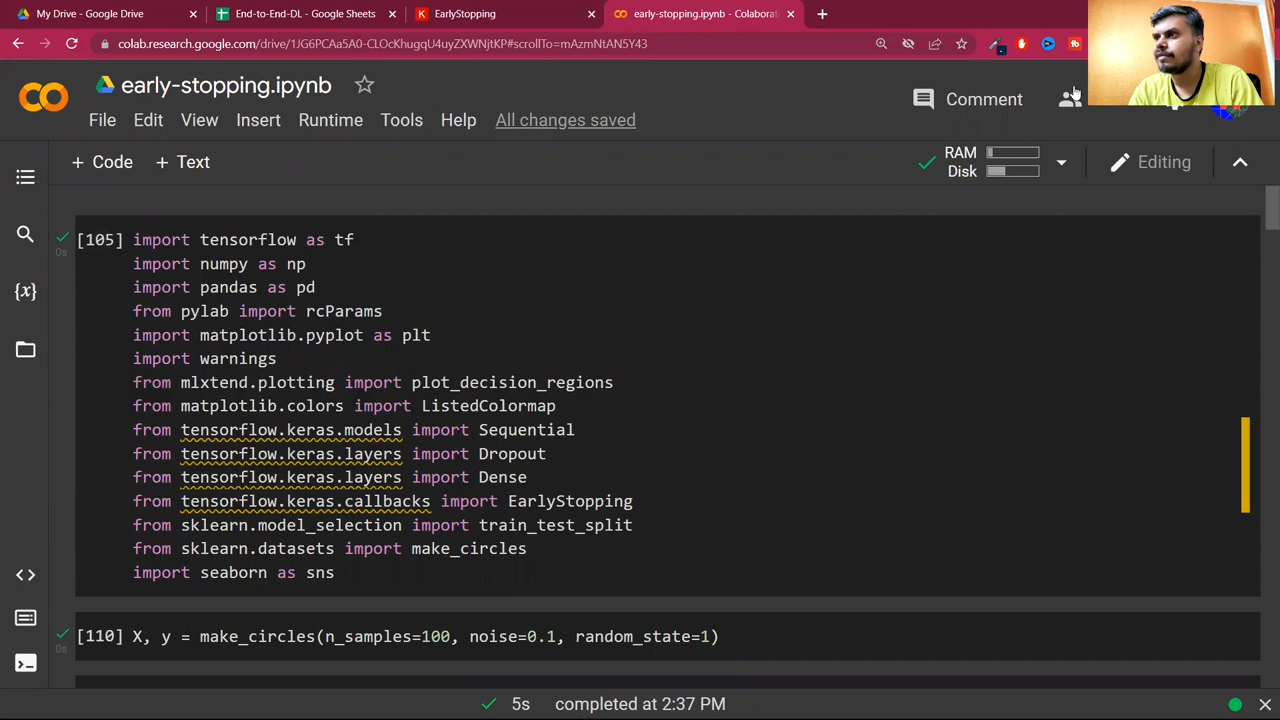 My Drive - Google Drive
End-to-End-DL - Google Sheets
EarlyStopping
early-stopping.ipynb - Colaborat
colab.research.google.com/drive/1JG6PCAa5A0-CLOcKhugqU4uyZXWNjtKP#scrollTo=mAzmNtAN5Y43
early-stopping.ipynb
Comment
File Edit View Insert Runtime Tools Help All changes saved
+ Code + Text
RAM
Disk
Editing
[105] import tensorflow as tf
import numpy as np
import pandas as pd
from pylab import rcParams
import matplotlib.pyplot as plt
import warnings
from mlxtend.plotting import plot_decision_regions
from matplotlib.colors import ListedColormap
from tensorflow.keras.models import Sequential
from tensorflow.keras.layers import Dropout
from tensorflow.keras.layers import Dense
from tensorflow.keras.callbacks import EarlyStopping
from sklearn.model_selection import train_test_split
from sklearn.datasets import make_circles
import seaborn as sns
0s
[110] X, y = make_circles(n_samples=100, noise=0.1, random_state=1)
0s
5s completed at 2:37 PM